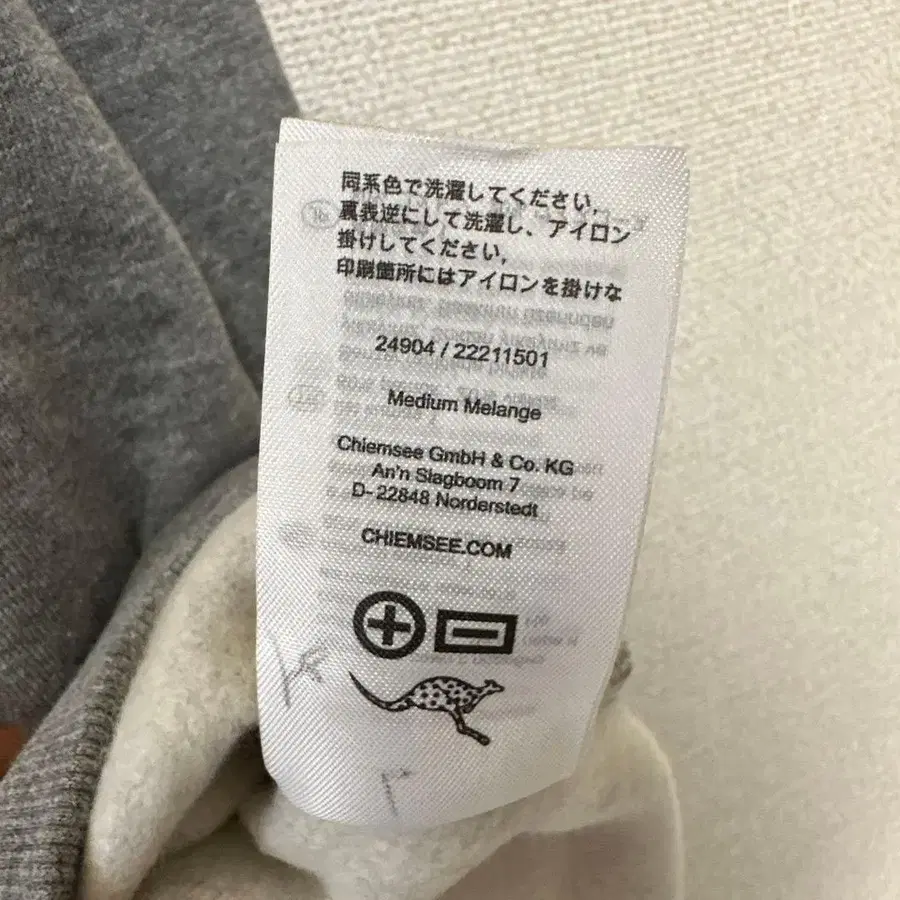 同系色で洗濯してください,
裏表逆にして洗濯し、アイロン
掛けしてください,
印刷箇所にはアイロンを掛けな
24904 / 22211501
Medium Melange
Chiemsee GmbH & Co. KG
An'n Slagboom 7
D- 22848 Norderstedt
CHIEMSEE.COM